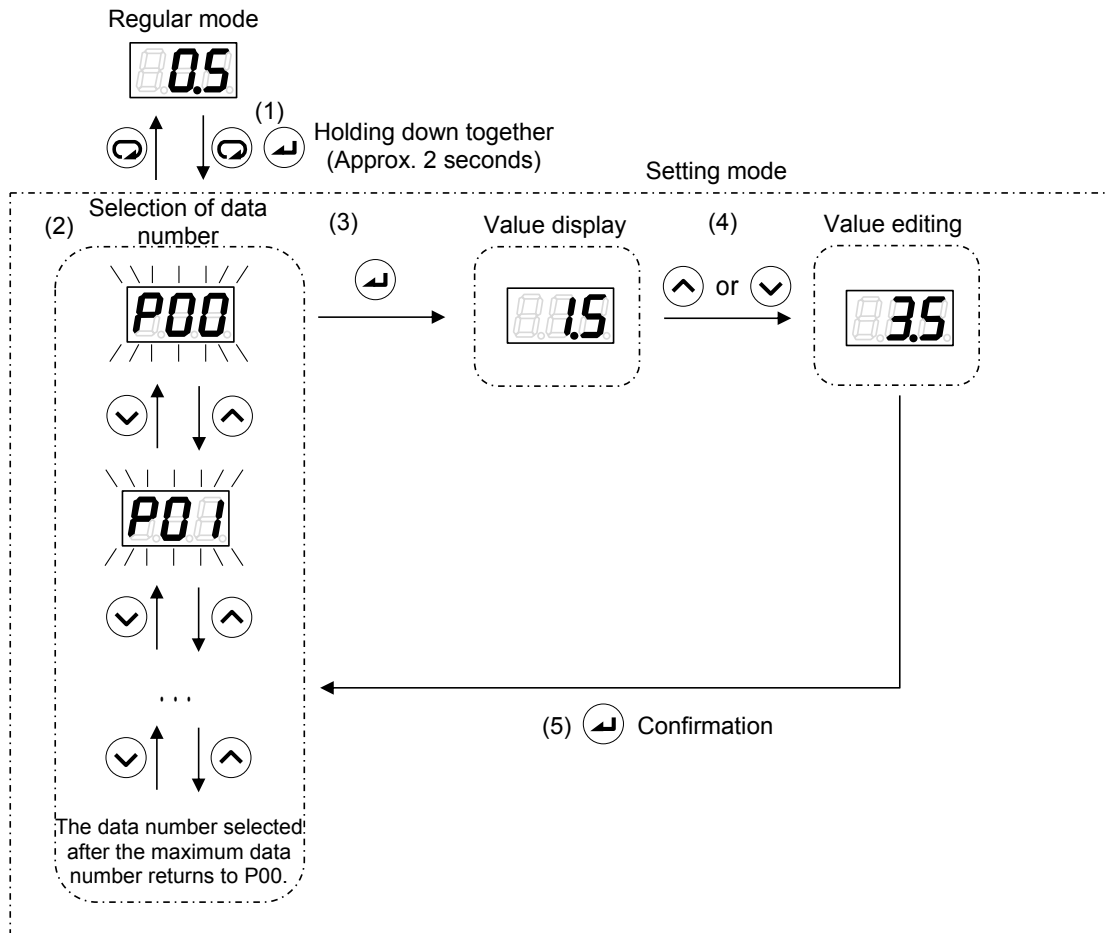 Regular mode
0.5
(1)
Holding down together
(Approx. 2 seconds)
Setting mode
(2)
Selection of data
number
(3)
Value display
(4)
Value editing
P00
1.5
or
3.5
P01
...
(5)
Confirmation
The data number selected
after the maximum data
number returns to P00.